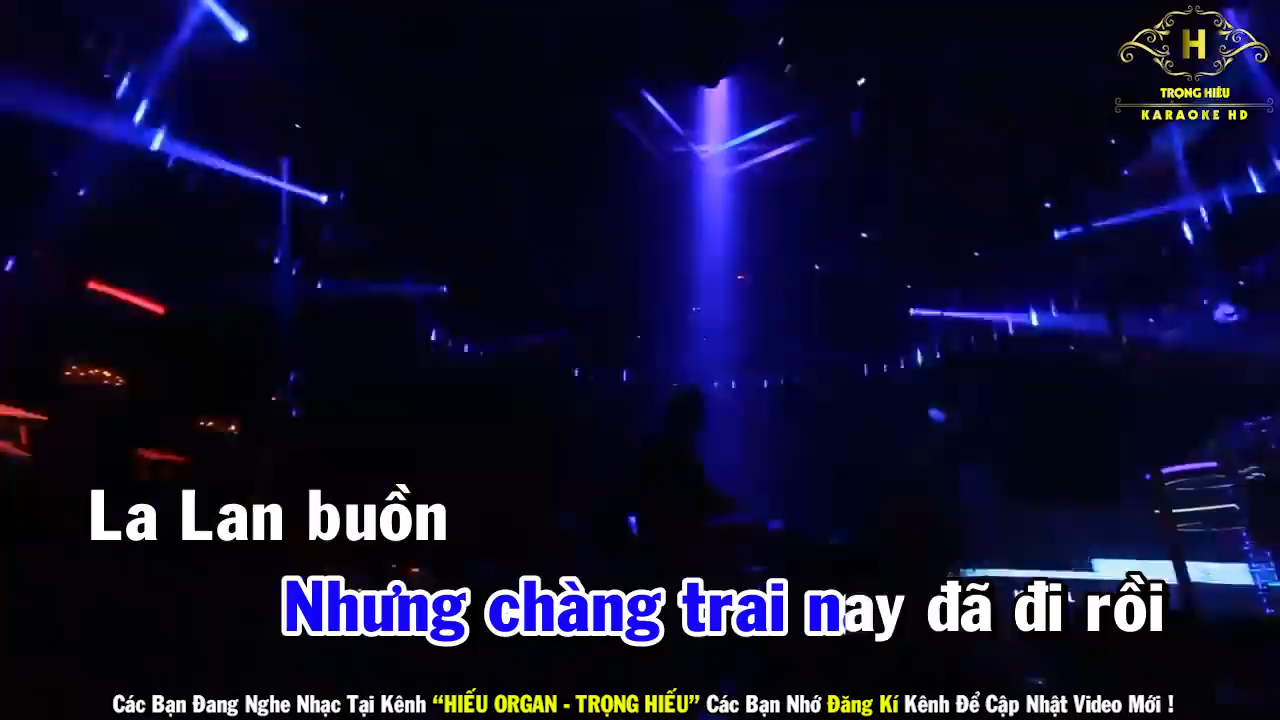 H
TRỌNG HIẾU
KARAOKE HD
La Lan buồn
Nhưng chàng trai nay đã đi rồi
Các Bạn Đang Nghe Nhạc Tại Kênh “HIẾU ORGAN - TRỌNG HIẾU” Các Bạn Nhớ Đăng Kí Kênh Để Cập Nhật Video Mới !